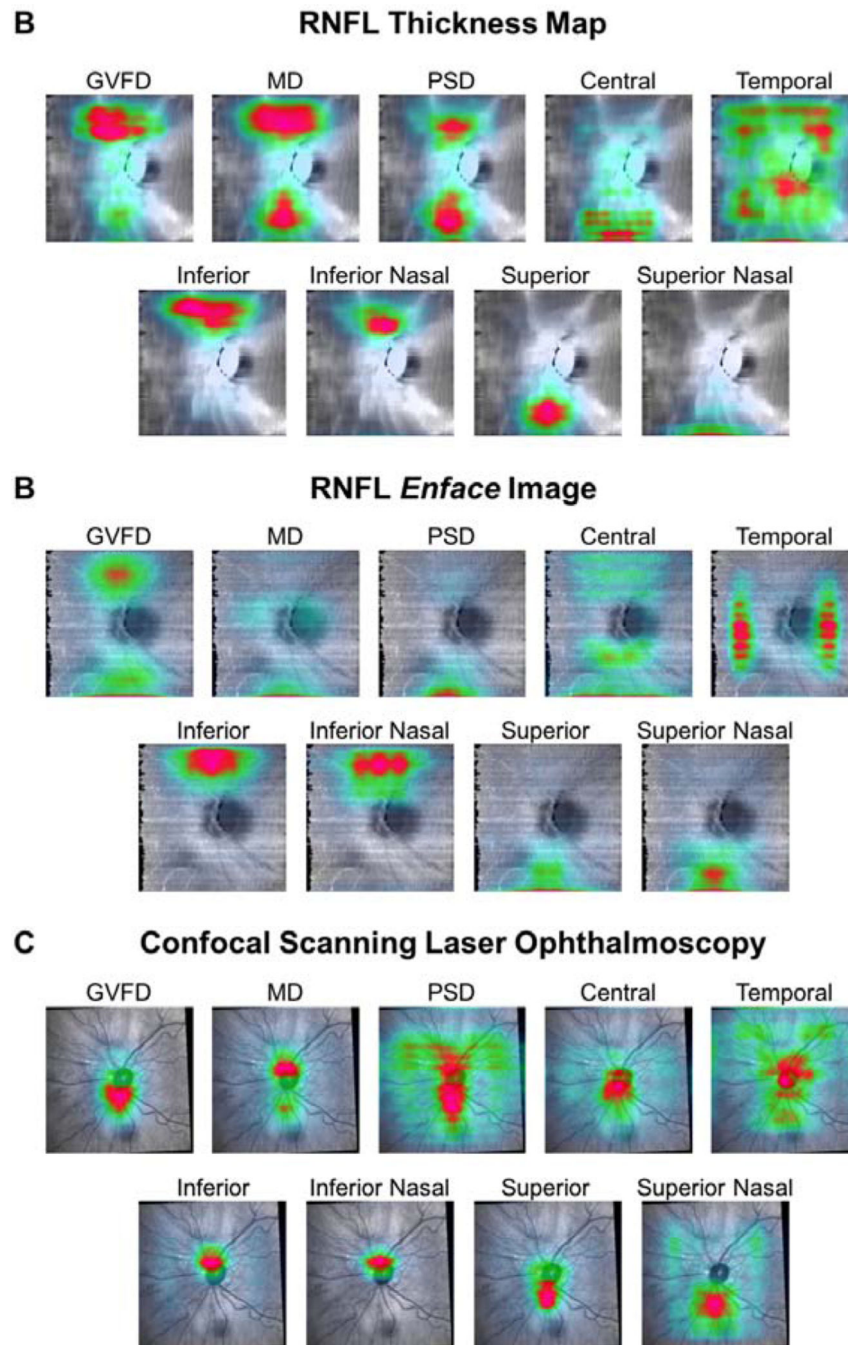 B RNFL Thickness Map
GVFD MD PSD Central Temporal
Inferior Inferior Nasal Superior Superior Nasal
B RNFL Enface Image
GVFD MD PSD Central Temporal
Inferior Inferior Nasal Superior Superior Nasal
C Confocal Scanning Laser Ophthalmoscopy
GVFD MD PSD Central Temporal
Inferior Inferior Nasal Superior Superior Nasal